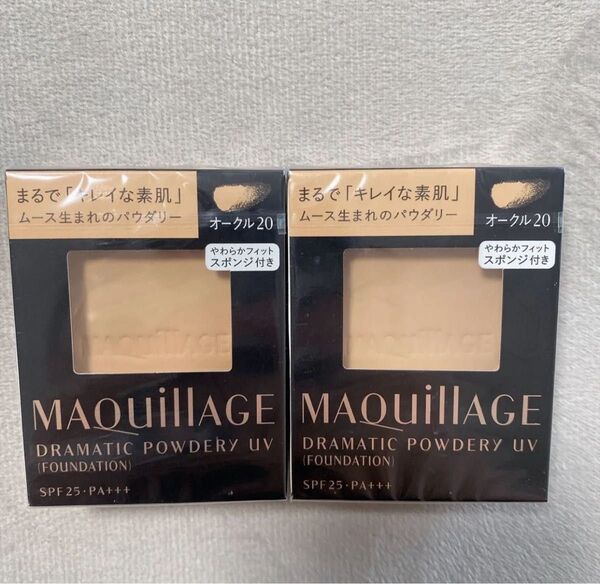 まるで「キレイな素肌」
ムース生まれのパウダリー
オークル20
やわらかフィット
スポンジ付き
MAQuillAGE
MAQuillAGE
DRAMATIC POWDERY UV
(FOUNDATION)
SPF25・PA+++
まるで「キレイな素肌」
ムース生まれのパウダリー
オークル20
やわらかフィット
スポンジ付き
MAQuillAGE
MAQuillAGE
DRAMATIC POWDERY UV
(FOUNDATION)
SPF25・PA+++